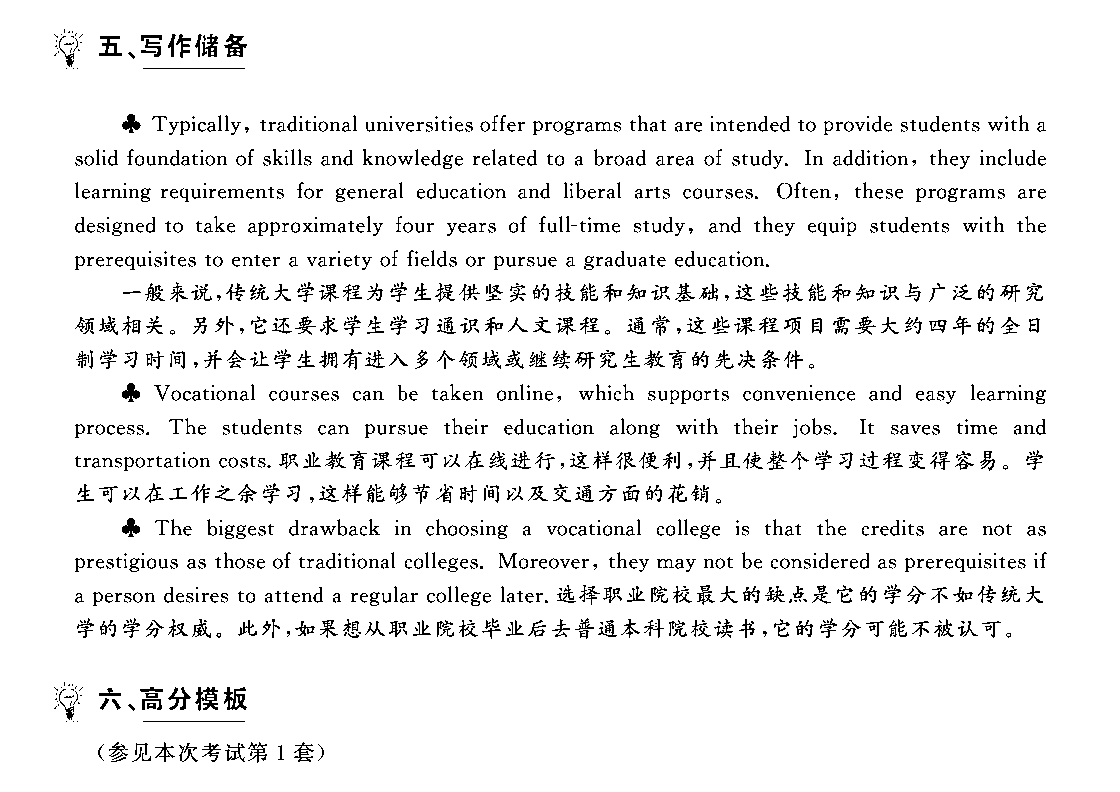 五、写作储备
♣ Typically, traditional universities offer programs that are intended to provide students with a
solid foundation of skills and knowledge related to a broad area of study. In addition, they include
learning requirements for general education and liberal arts courses. Often, these programs are
designed to take approximately four years of full-time study, and they equip students with the
prerequisites to enter a variety of fields or pursue a graduate education.
一般来说,传统大学课程为学生提供坚实的技能和知识基础,这些技能和知识与广泛的研究
领域相关。另外,它还要求学生学习通识和人文课程。通常,这些课程项目需要大约四年的全日
制学习时间,并会让学生拥有进入多个领域或继续研究生教育的先决条件。
♣ Vocational courses can be taken online, which supports convenience and easy learning
process. The students can pursue their education along with their jobs. It saves time and
transportation costs. 职业教育课程可以在线进行,这样很便利,并且使整个学习过程变得容易。学
生可以在工作之余学习,这样能够节省时间以及交通方面的花销。
♣ The biggest drawback in choosing a vocational college is that the credits are not as
prestigious as those of traditional colleges. Moreover, they may not be considered as prerequisites if
a person desires to attend a regular college later. 选择职业院校最大的缺点是它的学分不如传统大
学的学分权威。此外,如果想从职业院校毕业后去普通本科院校读书,它的学分可能不被认可。
六、高分模板
(参见本次考试第 1 套)